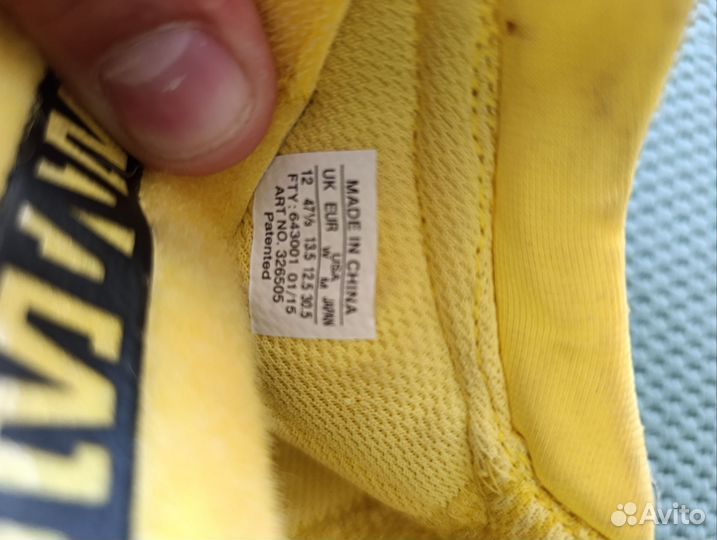 MADE IN CHINA
USA
UK EUR W M JAPAN
12 47⅓ 13.5 12.5 30.5
FTY: 643001 01/15
ART NO. 326505
Patented
Avito